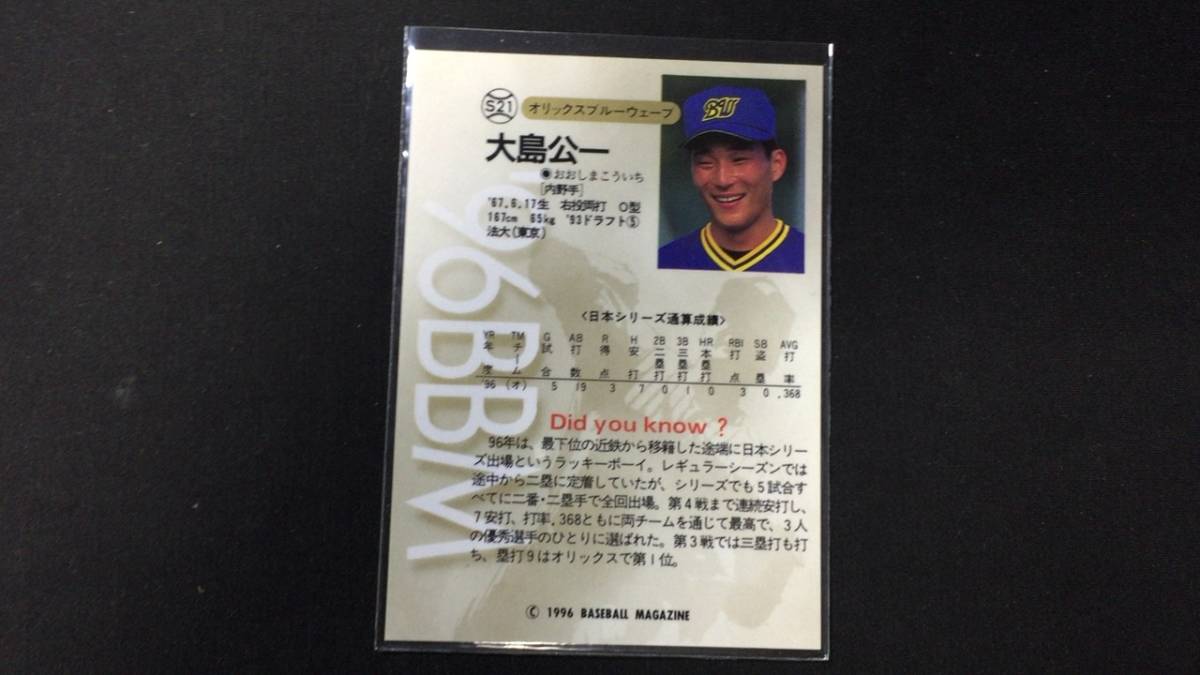 S21 オリックスブルーウェーブ
BW
大島公一
●おおしまこういち
[内野手]
'67.6.17生 右投両打 O型
167cm 65kg '93ドラフト⑤
法大(東京)
'96BBM
〈日本シリーズ通算成績〉
YR TM G AB R H 2B 3B HR RBI SB AVG
年度 チーム 試合 打数 得点 安打 二塁打 三塁打 本塁打 打点 盗塁 打率
'96 (オ) 5 19 3 7 0 1 0 3 0 .368
Did you know ?
96年は、最下位の近鉄から移籍した途端に日本シリー
ズ出場というラッキーボーイ。レギュラーシーズンでは
途中から二塁に定着していたが、シリーズでも5試合す
べてに二番・二塁手で全回出場。第4戦まで連続安打し、
7安打、打率.368ともに両チームを通じて最高で、3人
の優秀選手のひとりに選ばれた。第3戦では三塁打も打
ち、塁打9はオリックスで第1位。
© 1996 BASEBALL MAGAZINE